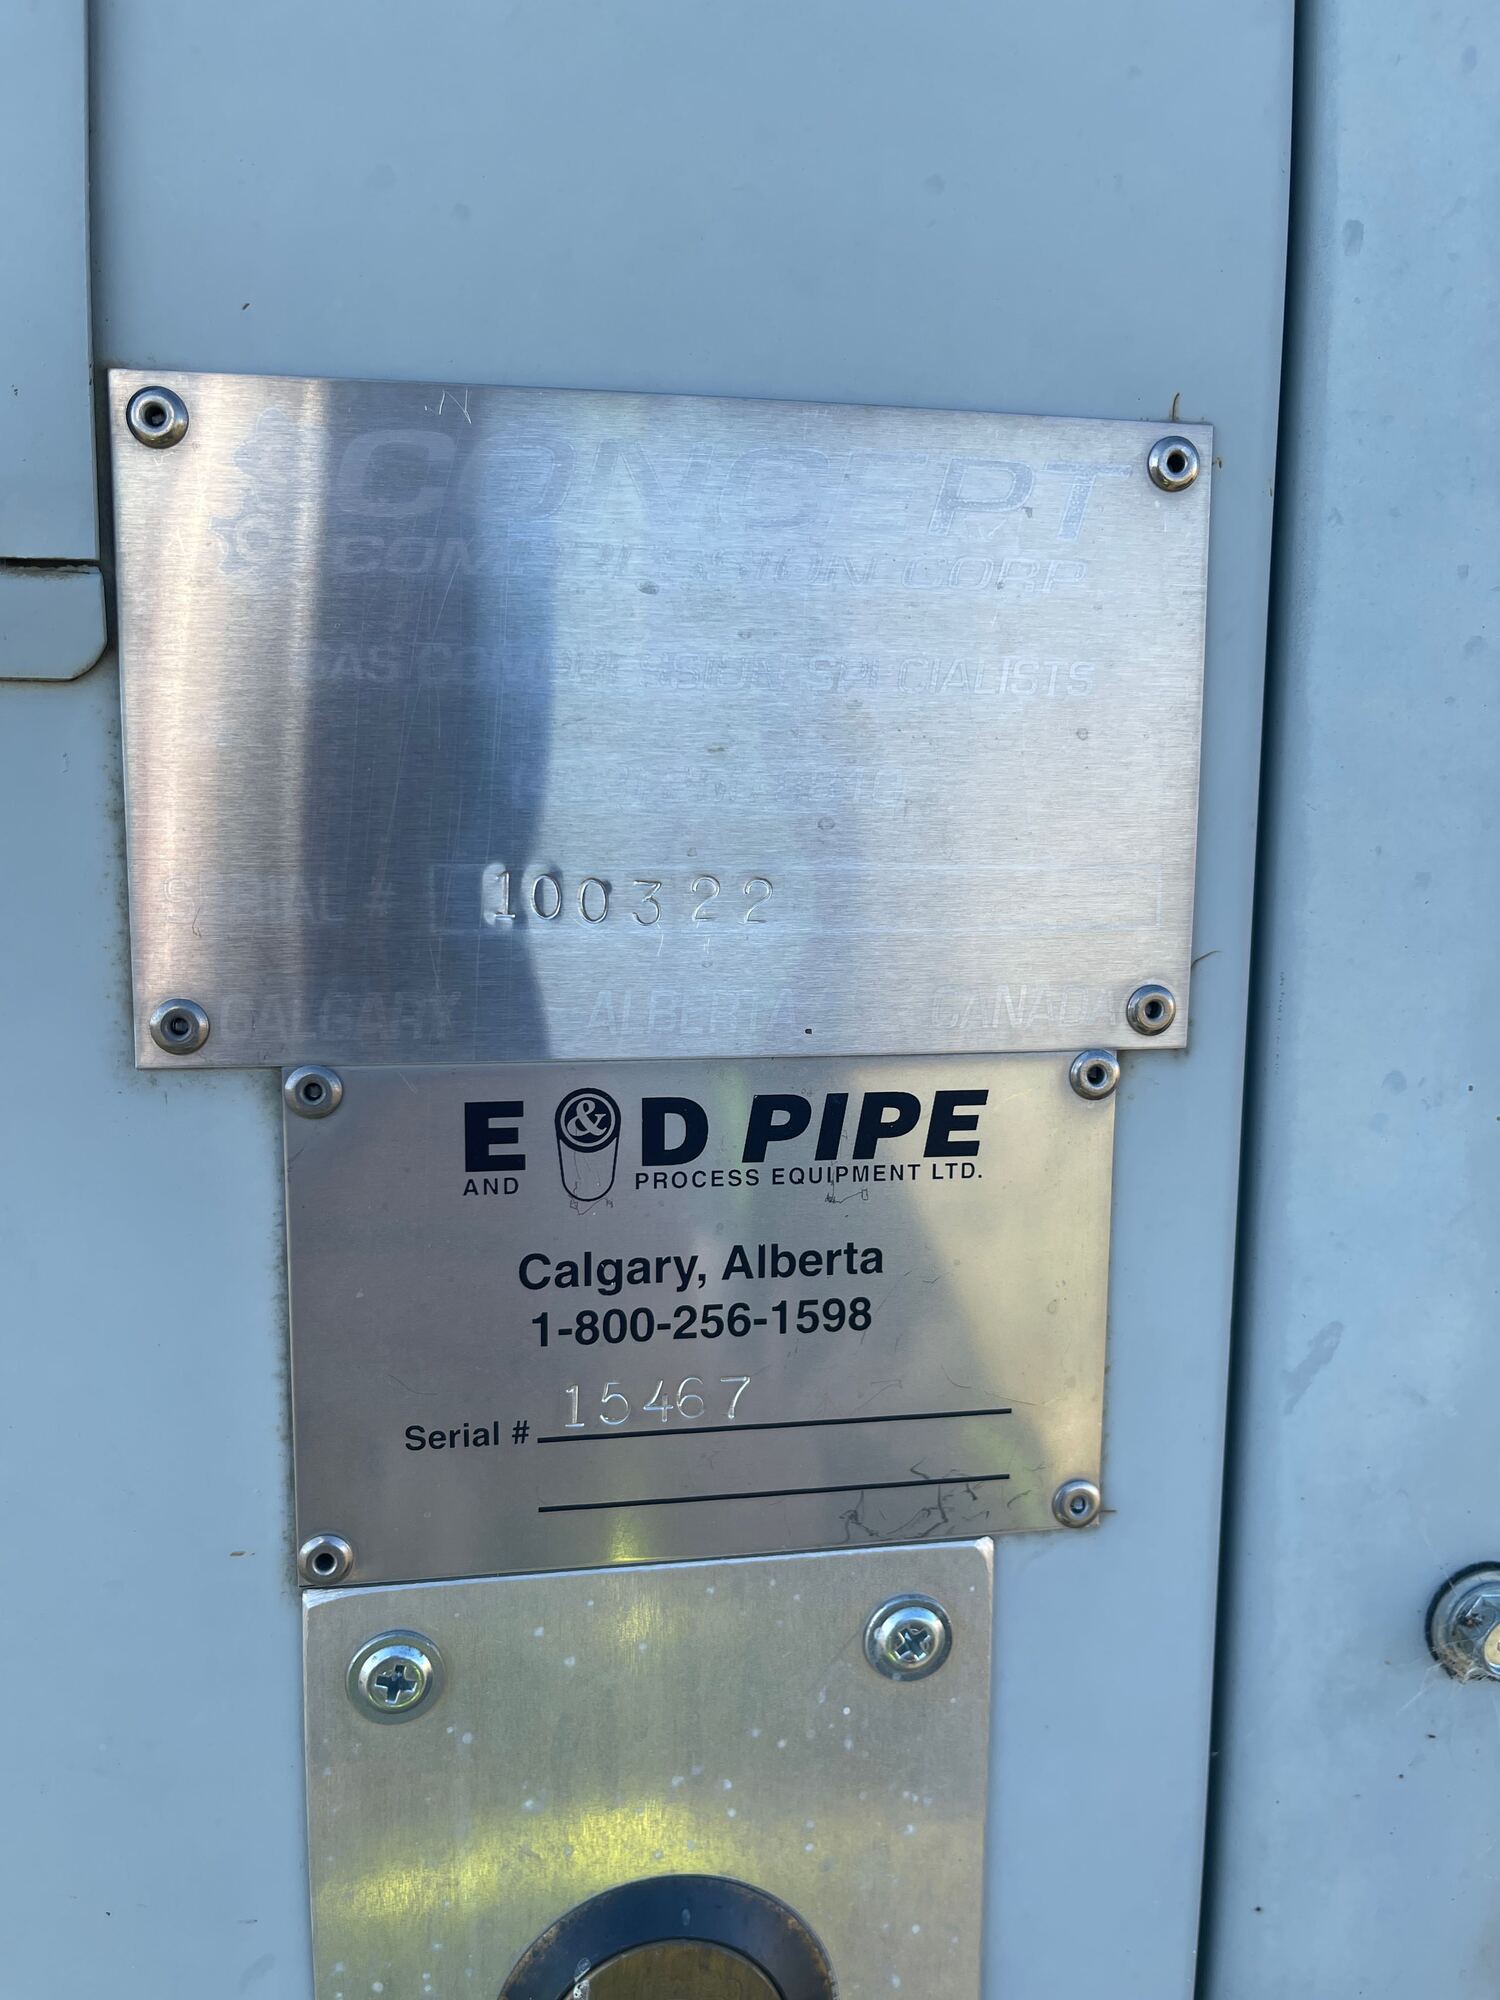 CONCEPT
COMPRESSION CORP.
GAS COMPRESSION SPECIALISTS
SERIAL # 100322
CALGARY ALBERTA CANADA
E & D PIPE
AND PROCESS EQUIPMENT LTD.
Calgary, Alberta
1-800-256-1598
Serial # 15467